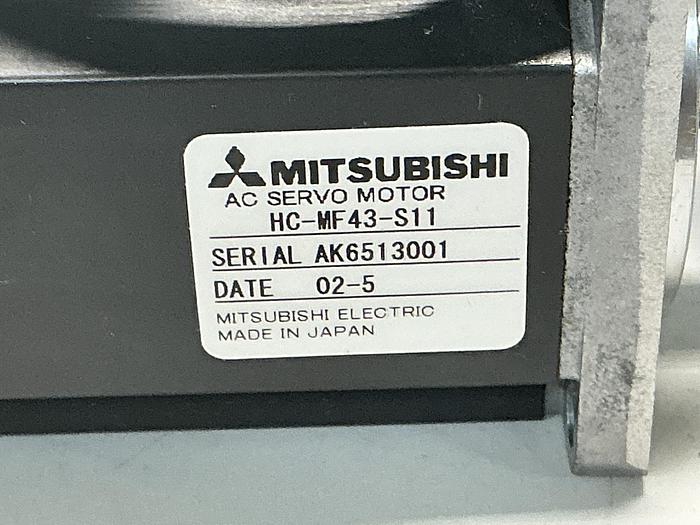 MITSUBISHI
AC SERVO MOTOR
HC-MF43-S11
SERIAL AK6513001
DATE 02-5
MITSUBISHI ELECTRIC
MADE IN JAPAN